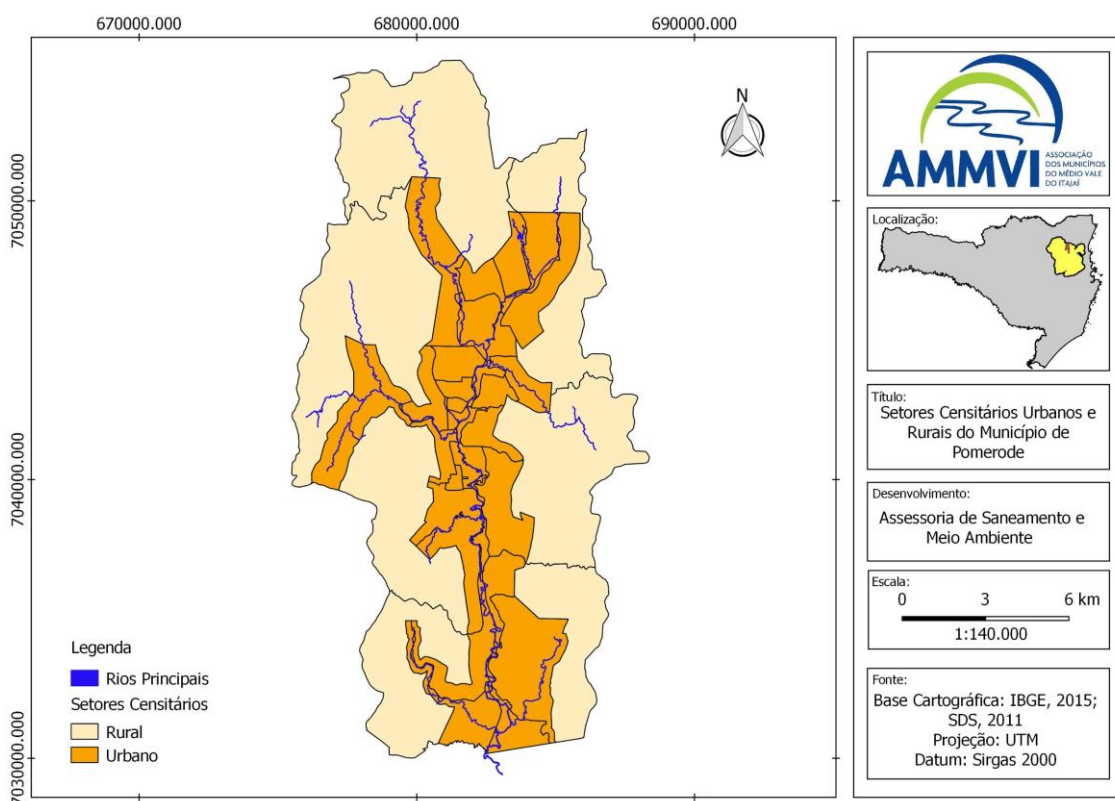 670000.000
680000.000
690000.000
7050000.000
7040000.000
7030000.000
N
Legenda
Rios Principais
Setores Censitários
Rural
Urbano
AMMVI
ASSOCIAÇÃO
DOS MUNICÍPIOS
DO MÉDIO VALE
DO ITAJAÍ
Localização:
Título:
Setores Censitários Urbanos e
Rurais do Município de
Pomerode
Desenvolvimento:
Assessoria de Saneamento e
Meio Ambiente
Escala:
0 3 6 km
1:140.000
Fonte:
Base Cartográfica: IBGE, 2015;
SDS, 2011
Projeção: UTM
Datum: Sirgas 2000